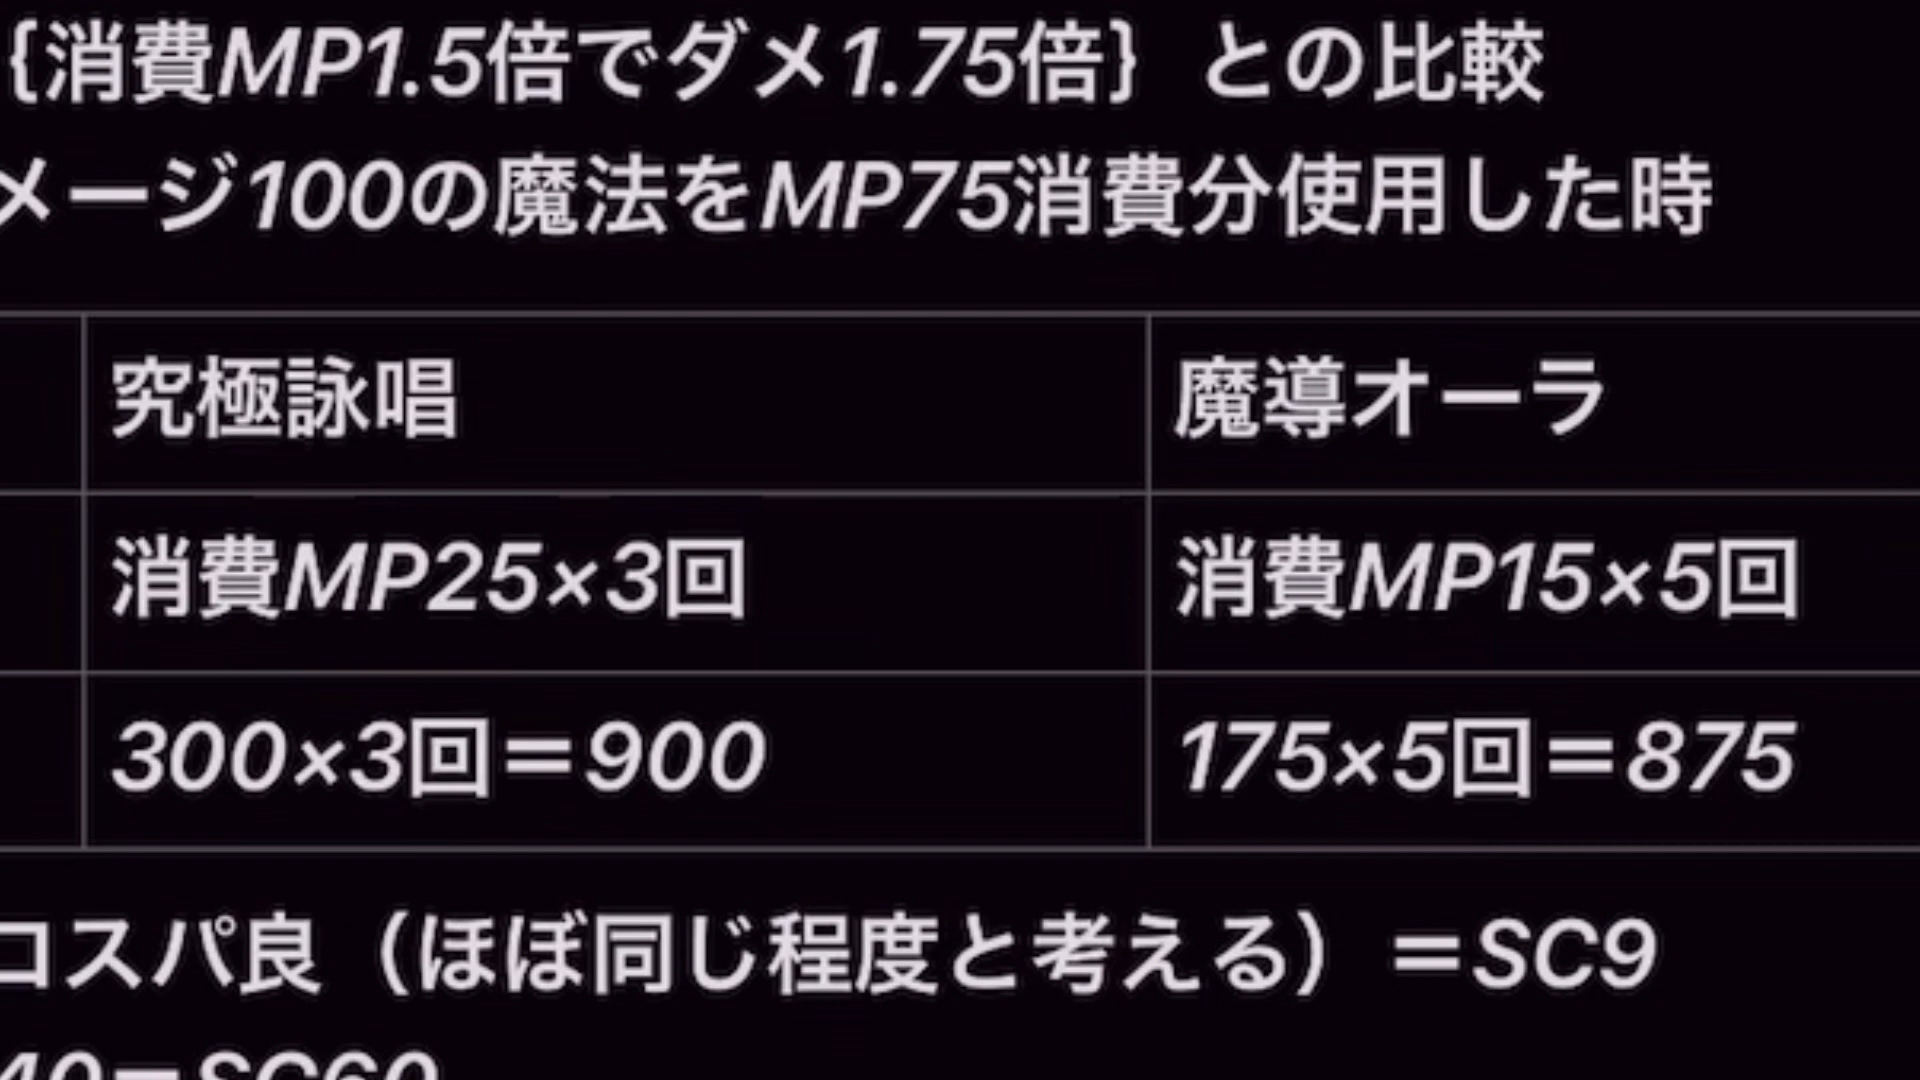 {消費MP1.5倍でダメ1.75倍} との比較
メージ100の魔法をMP75消費分使用した時
究極詠唱 魔導オーラ
消費MP25×3回 消費MP15×5回
300×3回＝900 175×5回＝875
コスパ良（ほぼ同じ程度と考える）＝SC9
40＝SC60